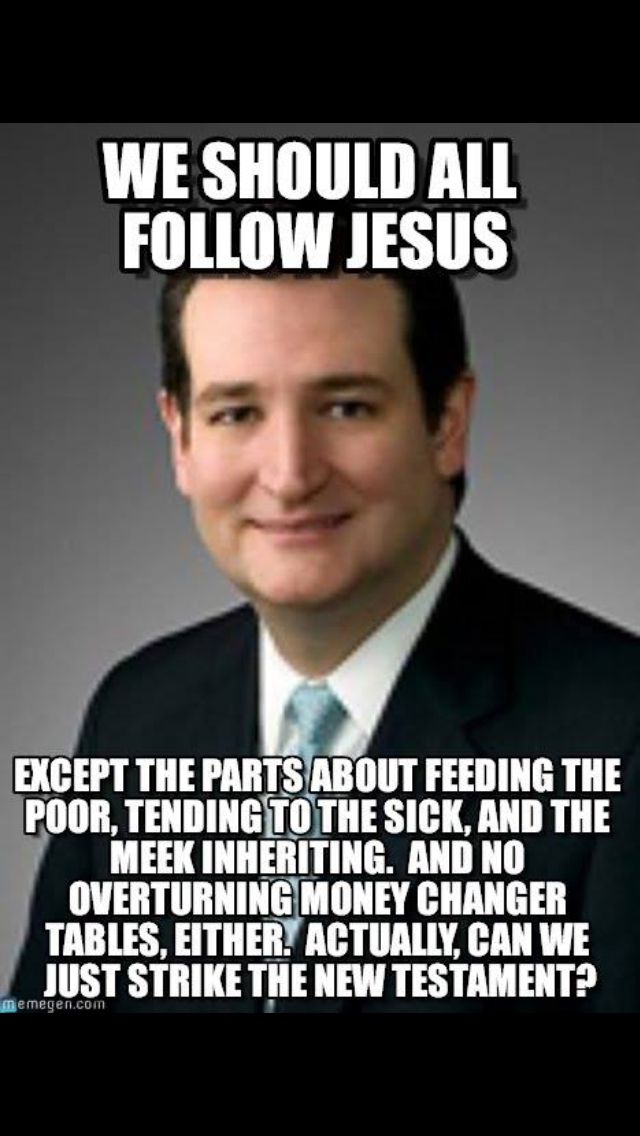 WE SHOULD ALL
FOLLOW JESUS
EXCEPT THE PARTS ABOUT FEEDING THE
POOR, TENDING TO THE SICK, AND THE
MEEK INHERITING. AND NO
OVERTURNING MONEY CHANGER
TABLES, EITHER. ACTUALLY, CAN WE
JUST STRIKE THE NEW TESTAMENT?
memegen.com